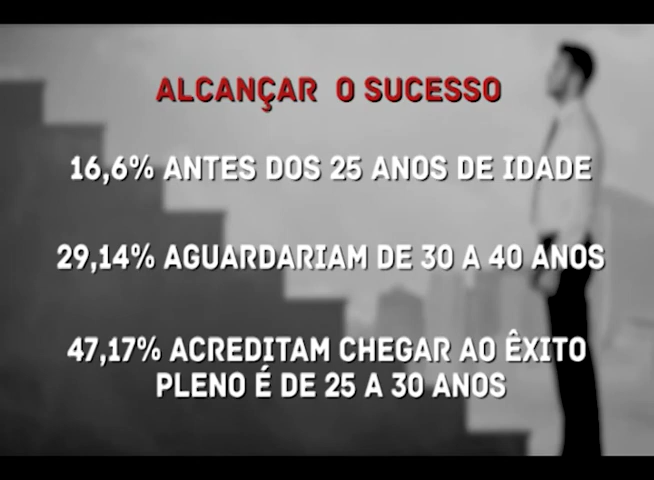 ALCANÇAR O SUCESSO
16,6% ANTES DOS 25 ANOS DE IDADE
29,14% AGUARDARIAM DE 30 A 40 ANOS
47,17% ACREDITAM CHEGAR AO ÊXITO
PLENO É DE 25 A 30 ANOS